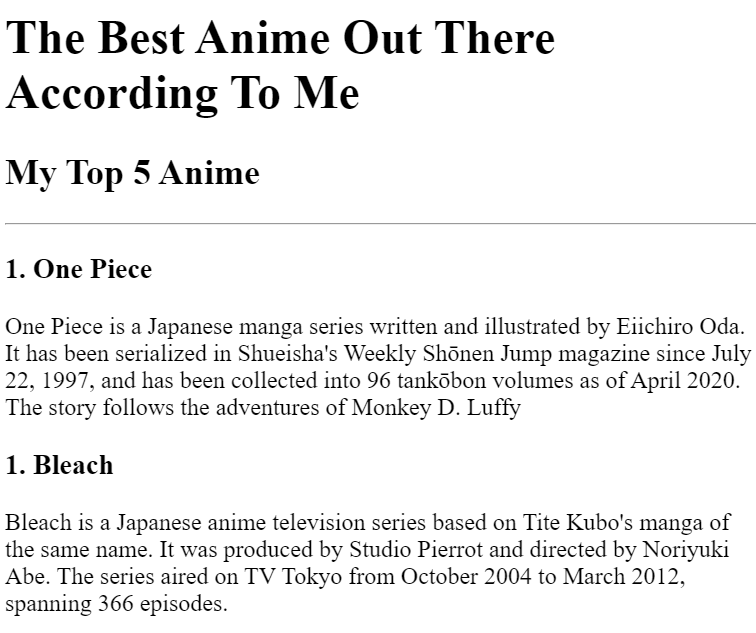 The Best Anime Out There
According To Me
My Top 5 Anime
1. One Piece
One Piece is a Japanese manga series written and illustrated by Eiichiro Oda.
It has been serialized in Shueisha's Weekly Shōnen Jump magazine since July
22, 1997, and has been collected into 96 tankōbon volumes as of April 2020.
The story follows the adventures of Monkey D. Luffy
1. Bleach
Bleach is a Japanese anime television series based on Tite Kubo's manga of
the same name. It was produced by Studio Pierrot and directed by Noriyuki
Abe. The series aired on TV Tokyo from October 2004 to March 2012,
spanning 366 episodes.